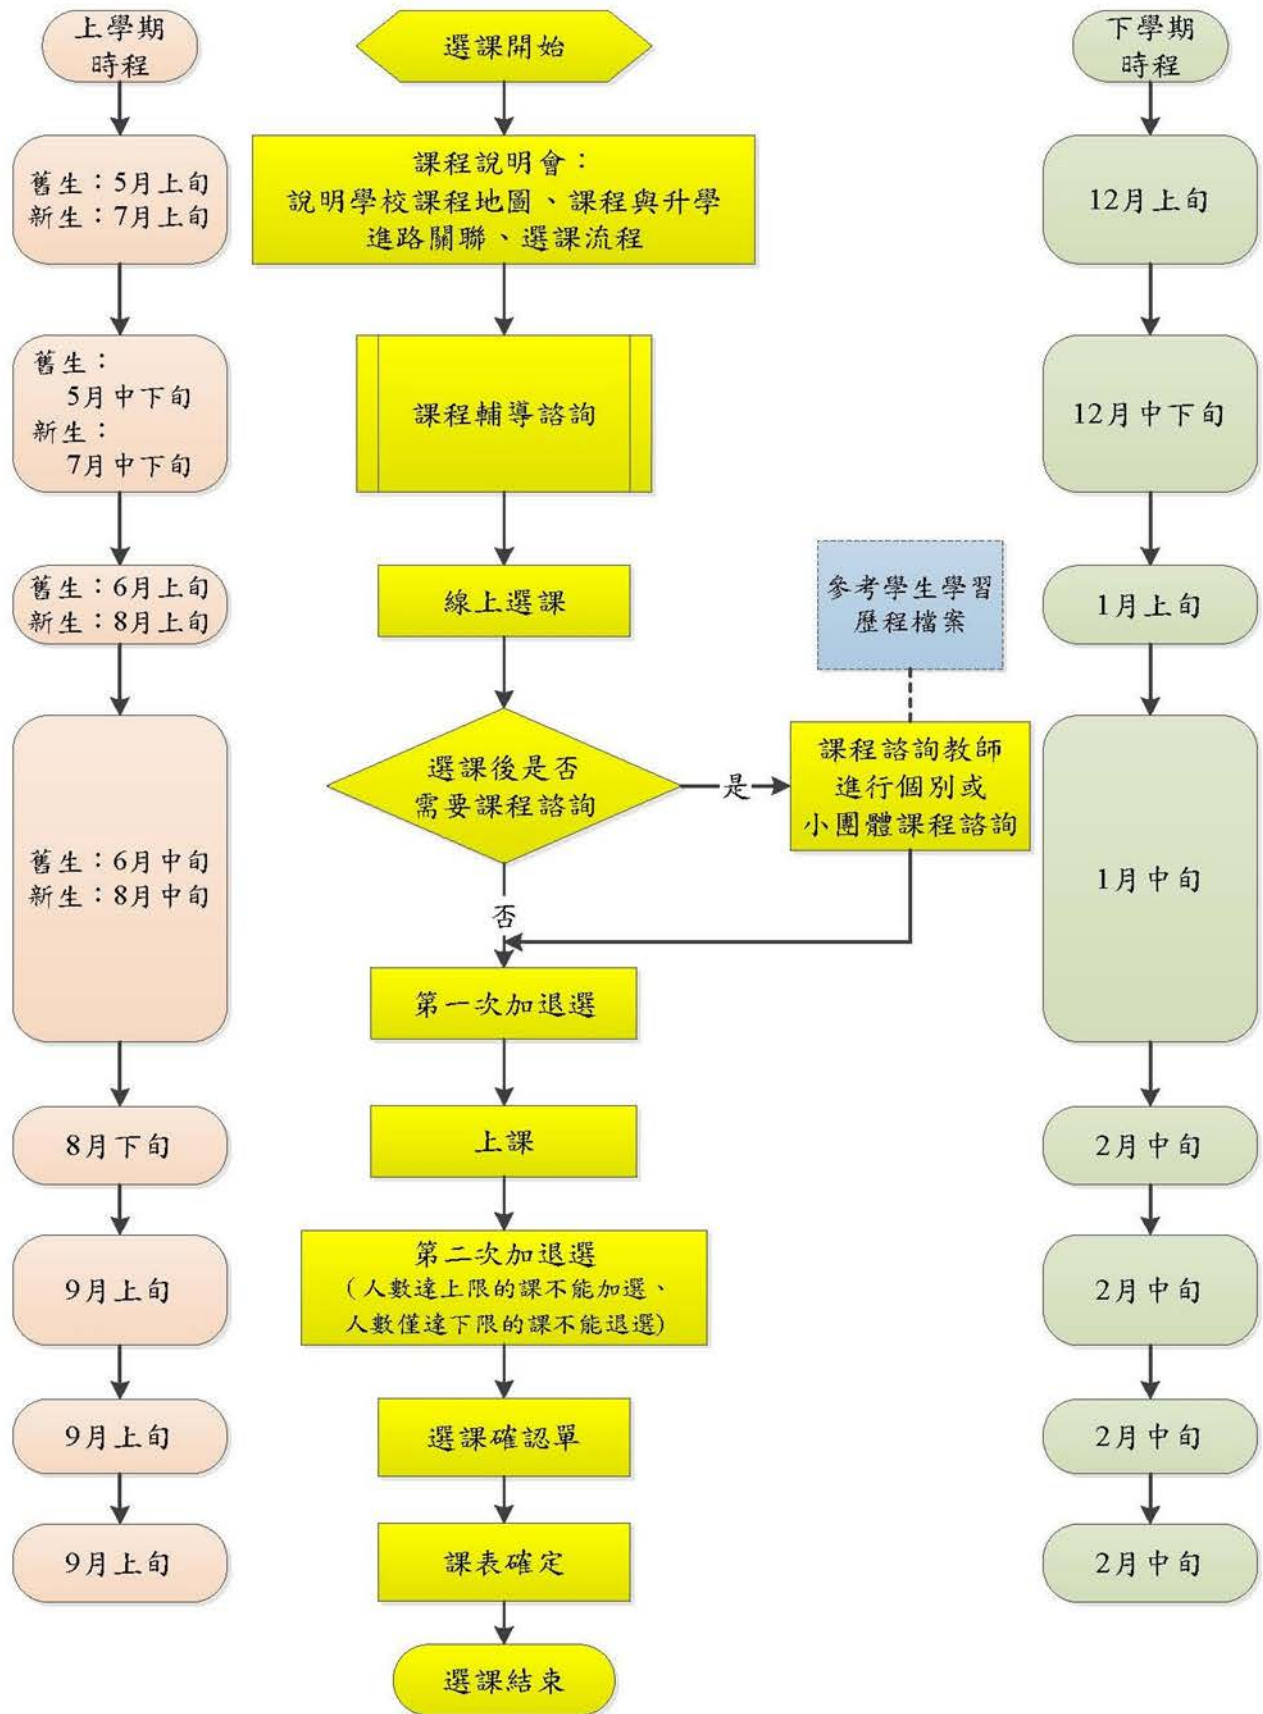 上學期
時程
選課開始
下學期
時程
舊生：5月上旬
新生：7月上旬
課程說明會：
說明學校課程地圖、課程與升學
進路關聯、選課流程
12月上旬
舊生：
5月中下旬
新生：
7月中下旬
課程輔導諮詢
12月中下旬
舊生：6月上旬
新生：8月上旬
線上選課
參考學生學習
歷程檔案
1月上旬
選課後是否
需要課程諮詢
是
課程諮詢教師
進行個別或
小團體課程諮詢
舊生：6月中旬
新生：8月中旬
1月中旬
否
第一次加退選
8月下旬
上課
2月中旬
9月上旬
第二次加退選
（人數達上限的課不能加選、
人數僅達下限的課不能退選)
2月中旬
9月上旬
選課確認單
2月中旬
9月上旬
課表確定
2月中旬
選課結束